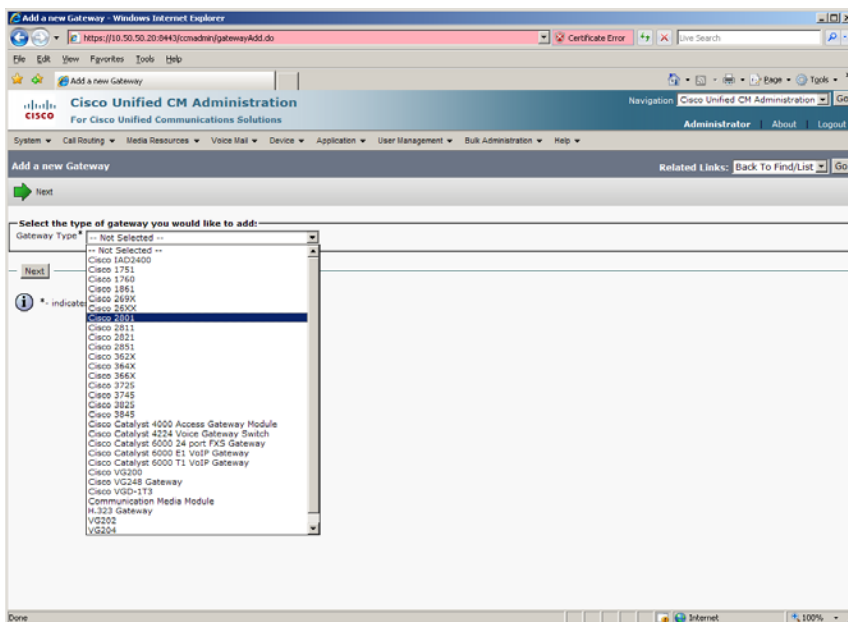 Add a new Gateway - Windows Internet Explorer
https://10.50.50.20:8443/ccmadmin/gatewayAdd.do
Certificate Error
Live Search
File Edit View Favorites Tools Help
Add a new Gateway
Page
Tools
CISCO
Cisco Unified CM Administration
For Cisco Unified Communications Solutions
Navigation Cisco Unified CM Administration Go
Administrator | About | Logout
System Call Routing Media Resources Voice Mail Device Application User Management Bulk Administration Help
Add a new Gateway
Related Links: Back To Find/List Go
Next
Select the type of gateway you would like to add:
Gateway Type* -- Not Selected --
-- Not Selected --
Cisco IAD2400
Cisco 1751
Cisco 1760
Cisco 1861
Cisco 269X
Cisco 26XX
Cisco 2801
Cisco 2811
Cisco 2821
Cisco 2851
Cisco 362X
Cisco 364X
Cisco 366X
Cisco 3725
Cisco 3745
Cisco 3825
Cisco 3845
Cisco Catalyst 4000 Access Gateway Module
Cisco Catalyst 4224 Voice Gateway Switch
Cisco Catalyst 6000 24 port FXS Gateway
Cisco Catalyst 6000 E1 VoIP Gateway
Cisco Catalyst 6000 T1 VoIP Gateway
Cisco VG200
Cisco VG248 Gateway
Cisco VGD-1T3
Communication Media Module
H.323 Gateway
VG202
VG204
Next
*- indicates
Done
Internet
100%